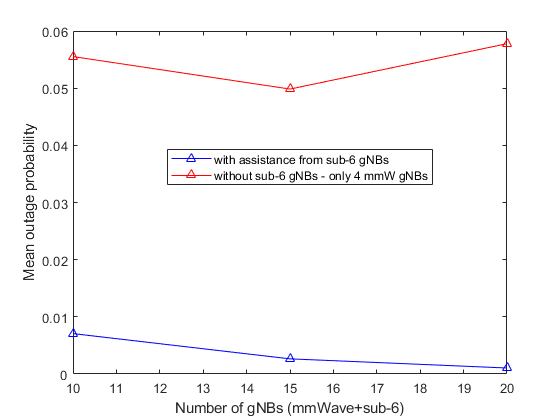 0.06
0.05
0.04
0.03
0.02
0.01
0
Mean outage probability
with assistance from sub-6 gNBs
without sub-6 gNBs - only 4 mmW gNBs
10 11 12 13 14 15 16 17 18 19 20
Number of gNBs (mmWave+sub-6)